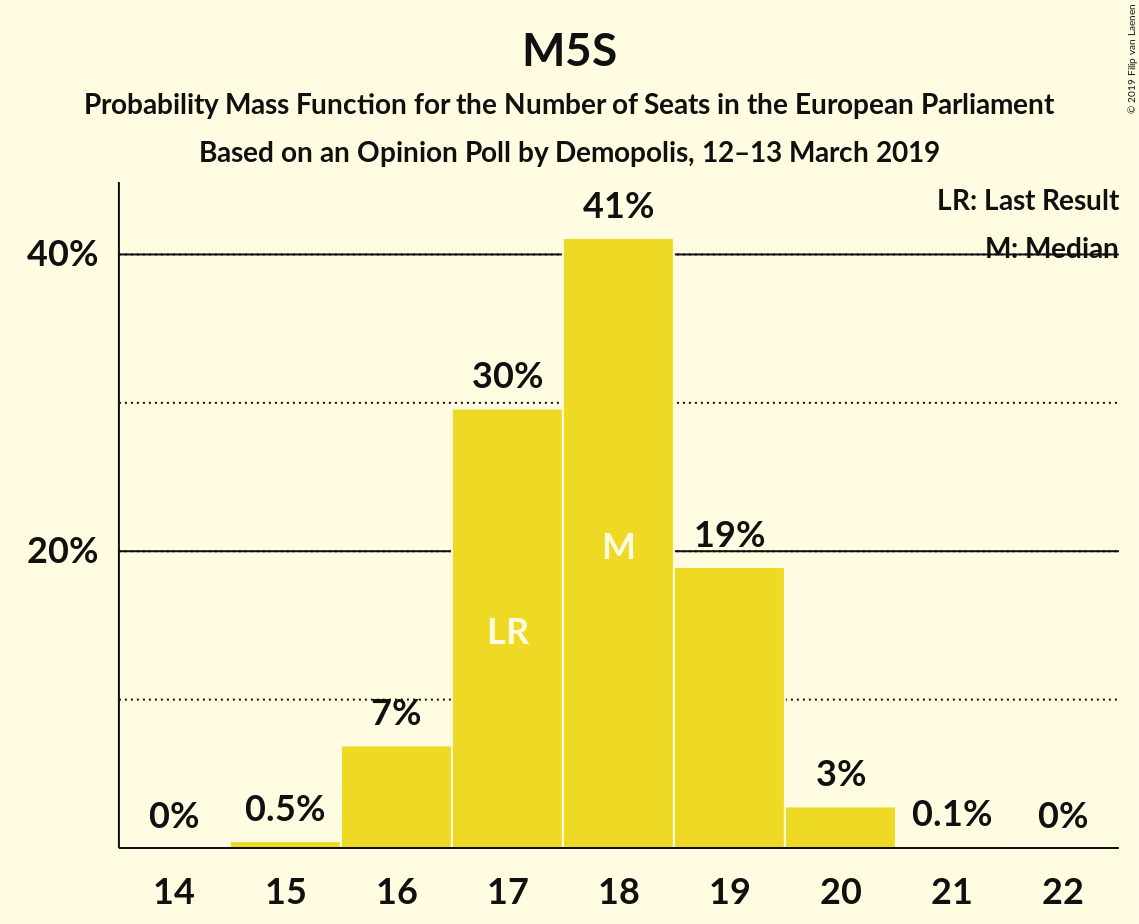 M5S
Probability Mass Function for the Number of Seats in the European Parliament
Based on an Opinion Poll by Demopolis, 12–13 March 2019
© 2019 Filip van Laenen
LR: Last Result
M: Median
40%
20%
0%
0.5%
7%
30%
41%
19%
3%
0.1%
0%
LR
M
14 15 16 17 18 19 20 21 22